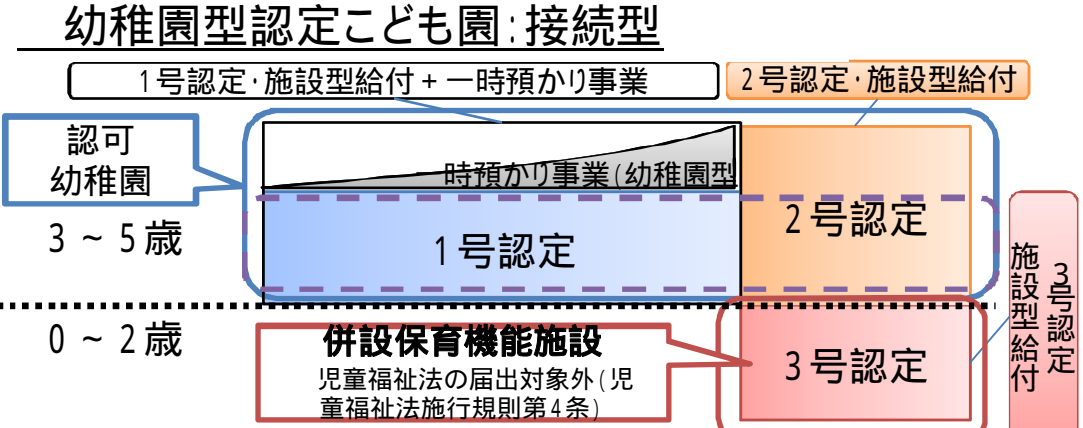 幼稚園型認定こども園:接続型
1号認定・施設型給付+一時預かり事業
2号認定・施設型給付
認可
幼稚園
時預かり事業(幼稚園型
3~5歳
1号認定
2号認定
3号認定
施設型給付
0~2歳
併設保育機能施設
児童福祉法の届出対象外(児
童福祉法施行規則第4条)
3号認定